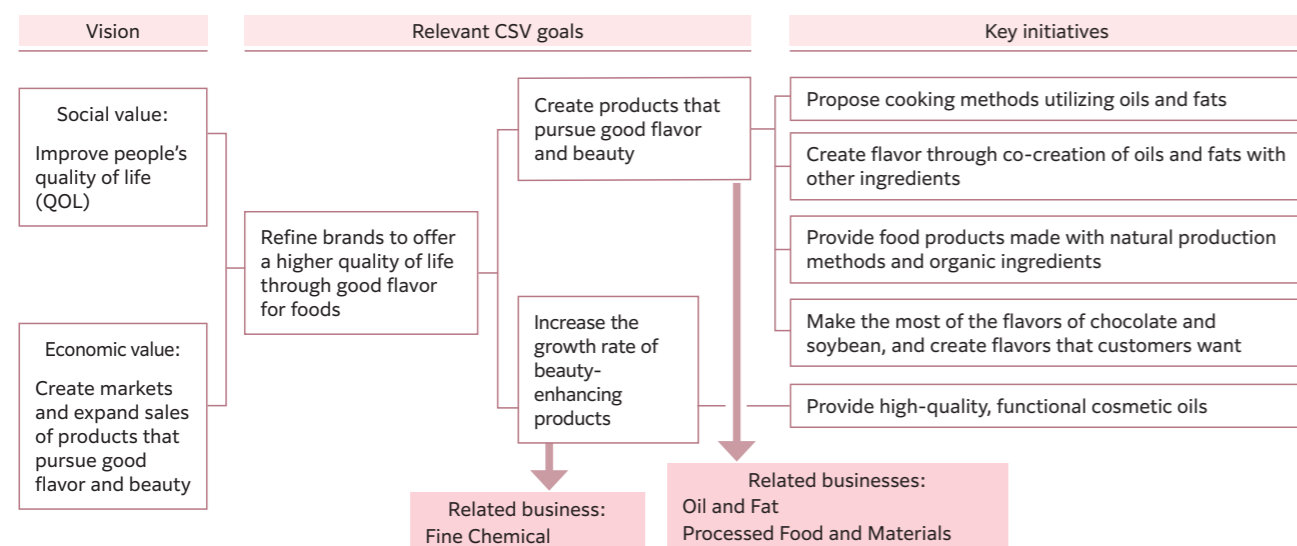 Vision
Relevant CSV goals
Key initiatives
Social value:
Improve people's
quality of life
(QOL)
Economic value:
Create markets
and expand sales
of products that
pursue good
flavor and beauty
Refine brands to offer
a higher quality of life
through good flavor
for foods
Create products that
pursue good flavor
and beauty
Increase the
growth rate of
beauty-
enhancing
products
Propose cooking methods utilizing oils and fats
Create flavor through co-creation of oils and fats with
other ingredients
Provide food products made with natural production
methods and organic ingredients
Make the most of the flavors of chocolate and
soybean, and create flavors that customers want
Provide high-quality, functional cosmetic oils
Related business:
Fine Chemical
Related businesses:
Oil and Fat
Processed Food and Materials